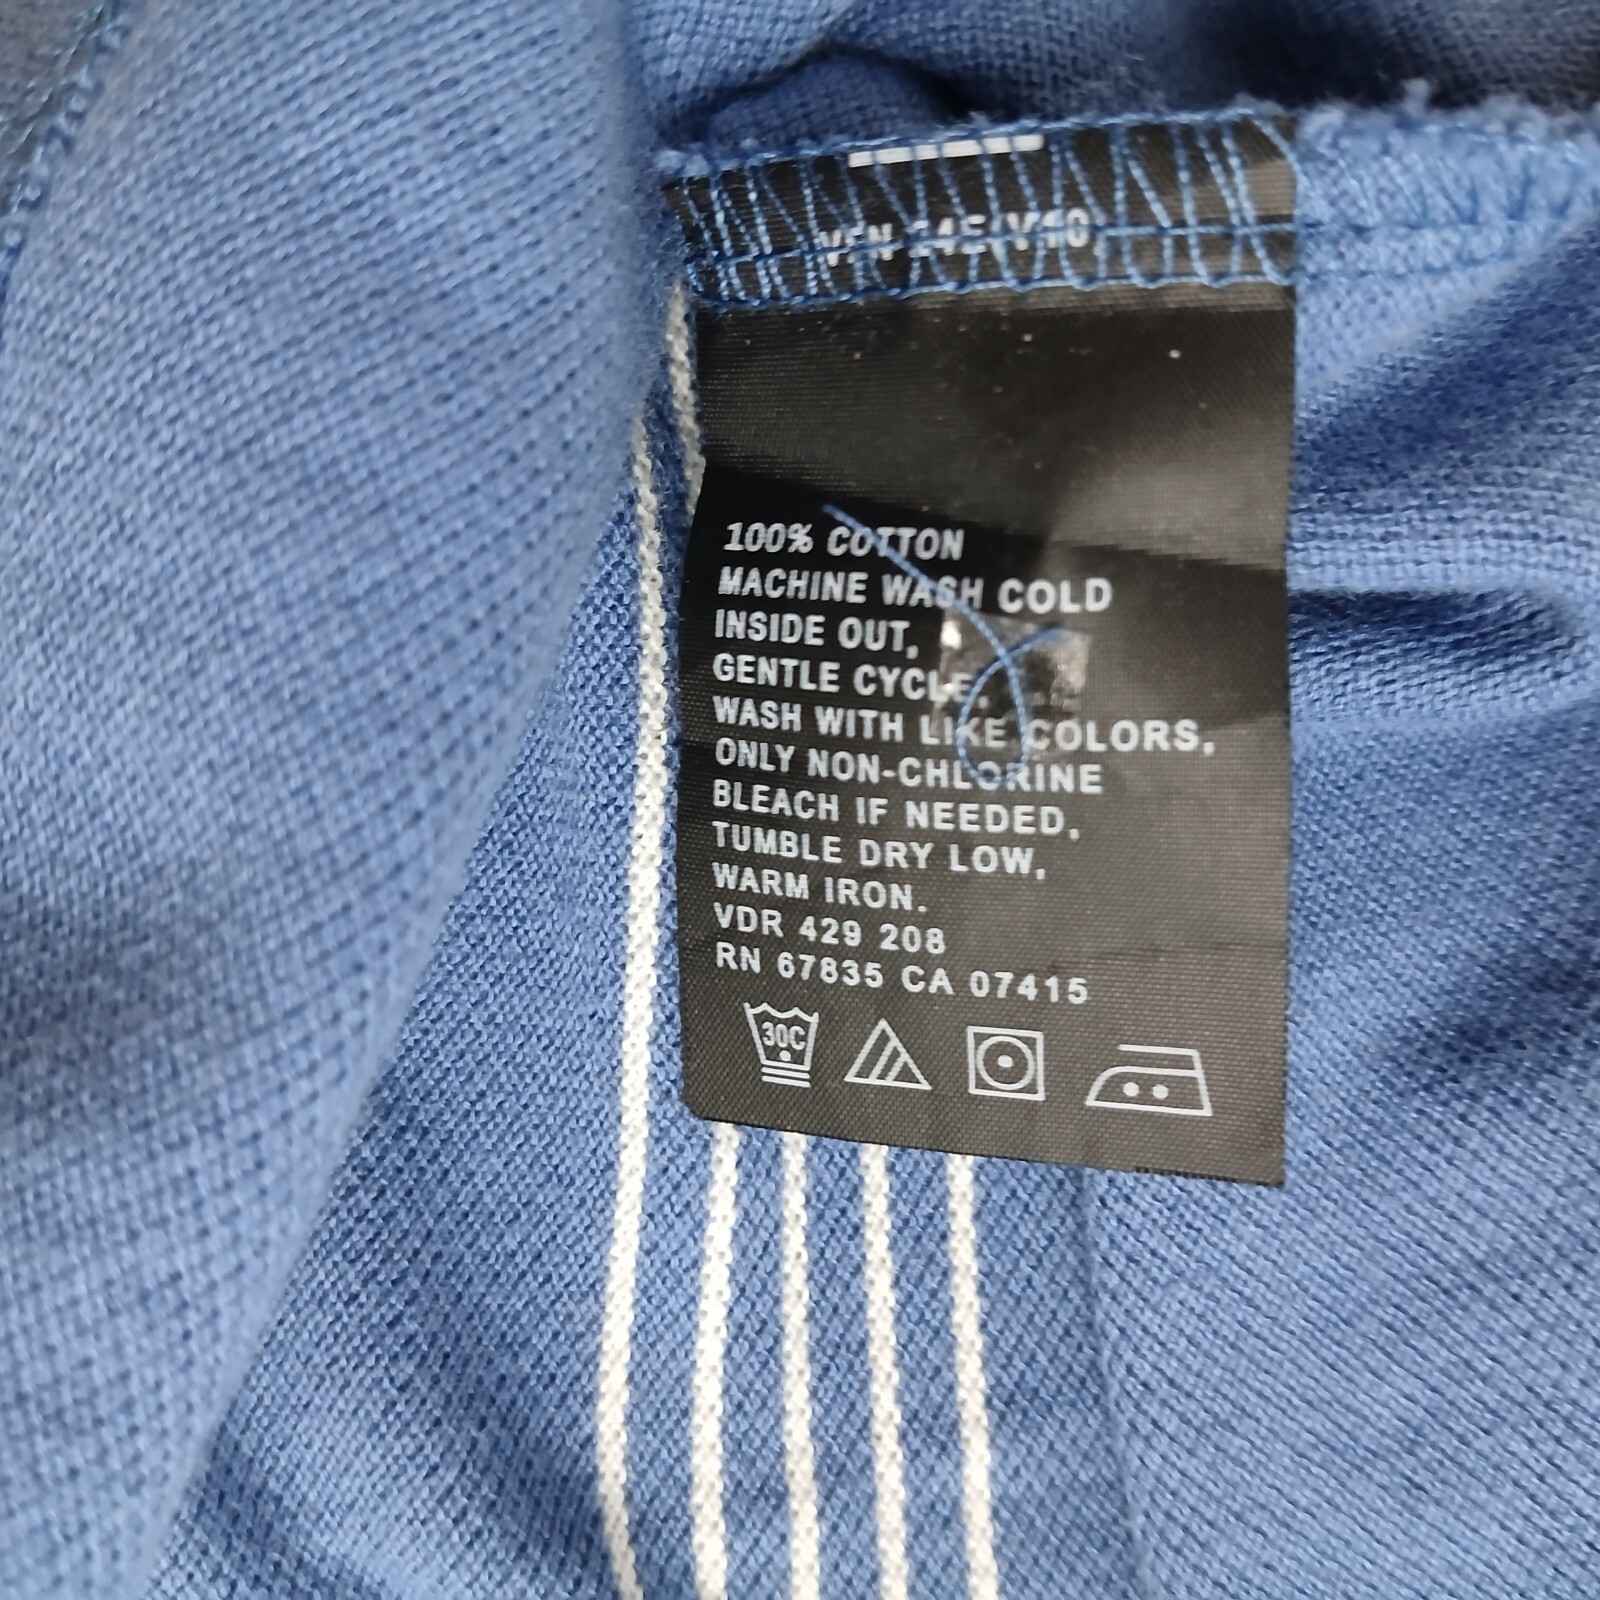 100% COTTON
MACHINE WASH COLD
INSIDE OUT,
GENTLE CYCLE,
WASH WITH LIKE COLORS,
ONLY NON-CHLORINE
BLEACH IF NEEDED,
TUMBLE DRY LOW,
WARM IRON.
VDR 429 208
RN 67835 CA 07415
30C